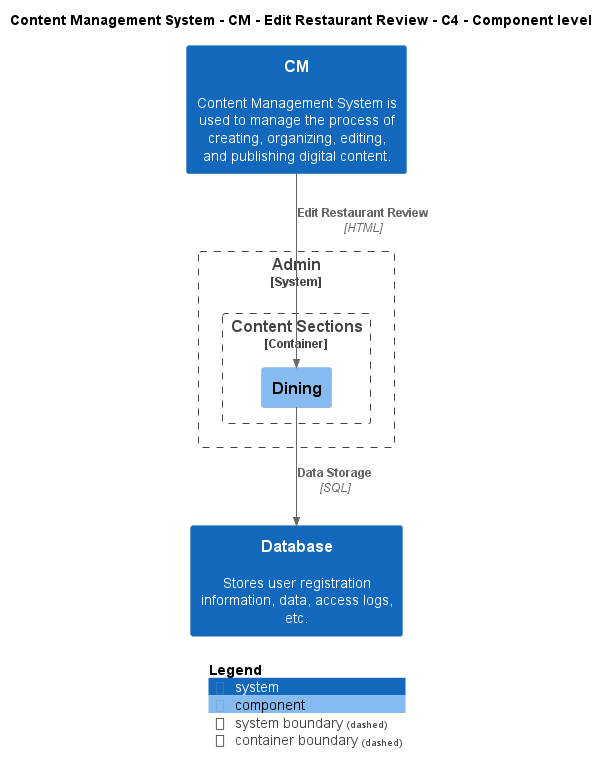 Content Management System - CM - Edit Restaurant Review - C4 - Component level
CM
Content Management System is
used to manage the process of
creating, organizing, editing,
and publishing digital content.
Edit Restaurant Review
[HTML]
Admin
[System]
Content Sections
[Container]
Dining
Data Storage
[SQL]
Database
Stores user registration
information, data, access logs,
etc.
Legend
system
component
system boundary (dashed)
container boundary (dashed)